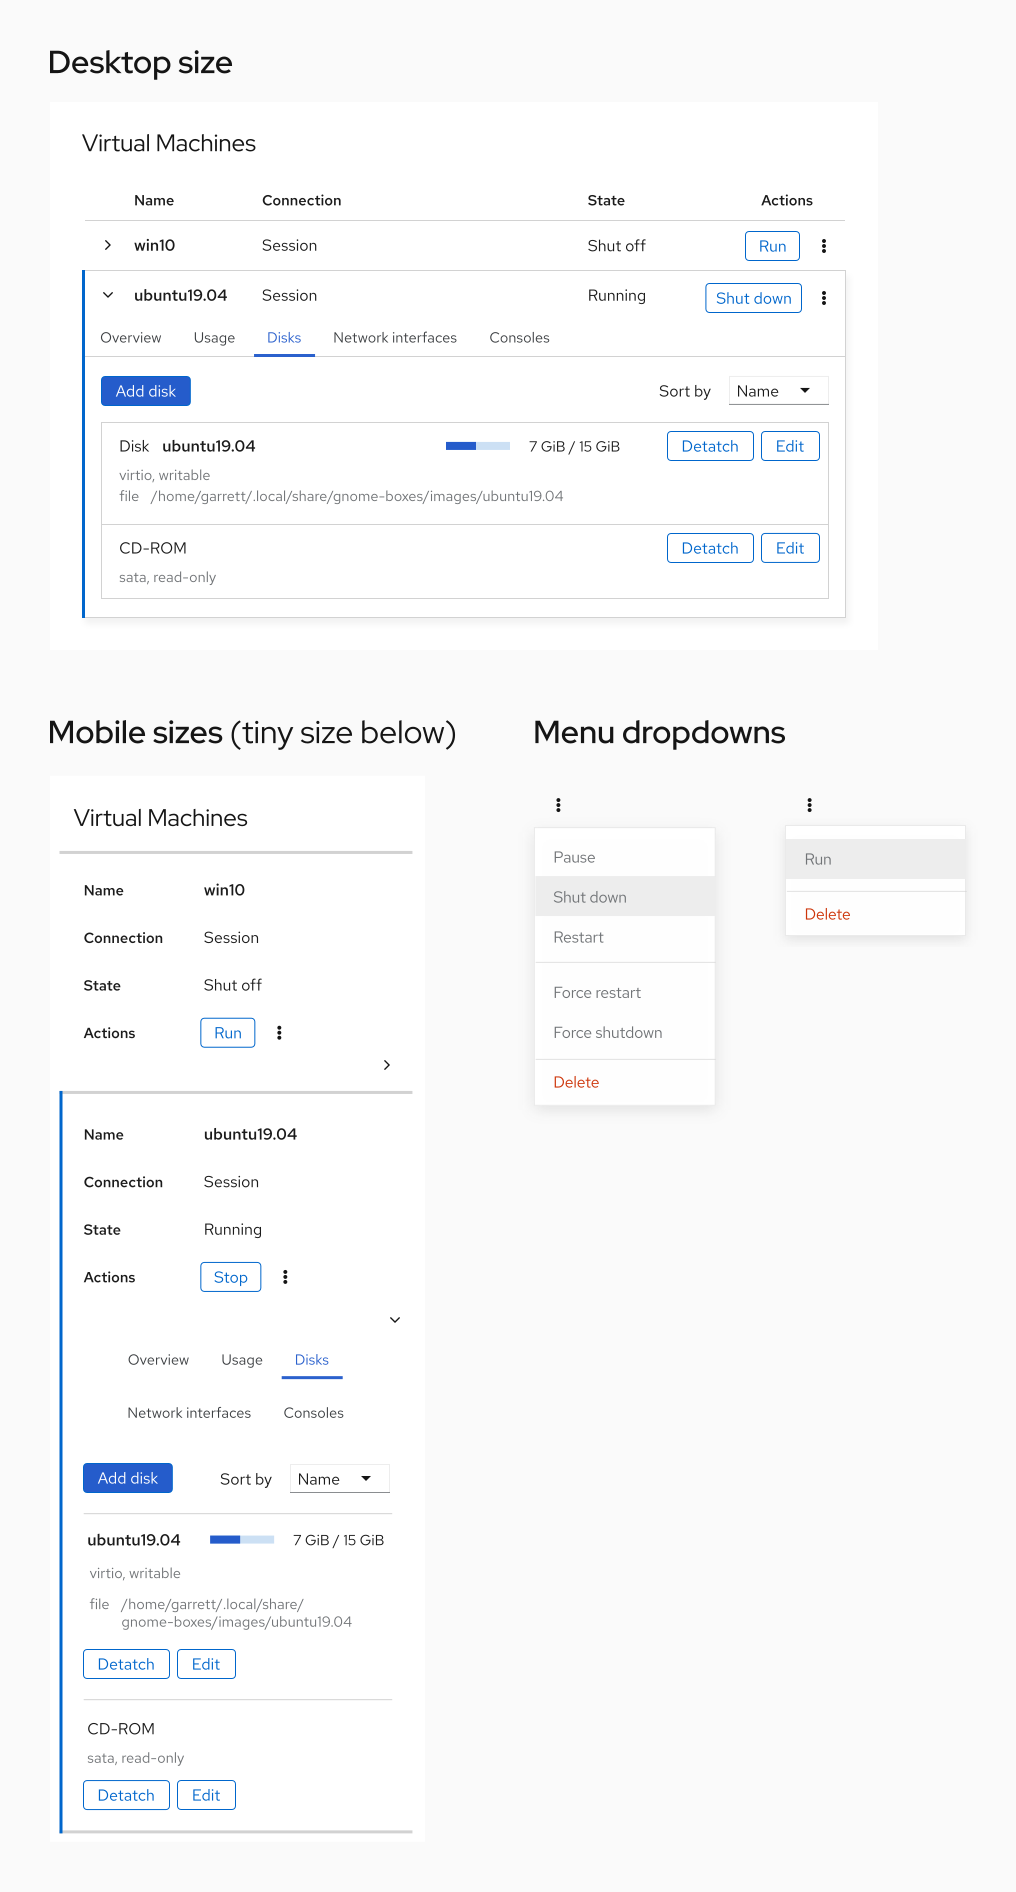 Desktop size
Virtual Machines
Name Connection State Actions
win10 Session Shut off Run
ubuntu19.04 Session Running Shut down
Overview Usage Disks Network interfaces Consoles
Add disk Sort by Name
Disk ubuntu19.04 7 GiB / 15 GiB Detatch Edit
virtio, writable
file /home/garrett/.local/share/gnome-boxes/images/ubuntu19.04
CD-ROM Detatch Edit
sata, read-only
Mobile sizes (tiny size below)
Virtual Machines
Name win10
Connection Session
State Shut off
Actions Run
Name ubuntu19.04
Connection Session
State Running
Actions Stop
Overview Usage Disks
Network interfaces Consoles
Add disk Sort by Name
ubuntu19.04 7 GiB / 15 GiB
virtio, writable
file /home/garrett/.local/share/
gnome-boxes/images/ubuntu19.04
Detatch Edit
CD-ROM
sata, read-only
Detatch Edit
Menu dropdowns
Pause
Shut down
Restart
Force restart
Force shutdown
Delete
Run
Delete